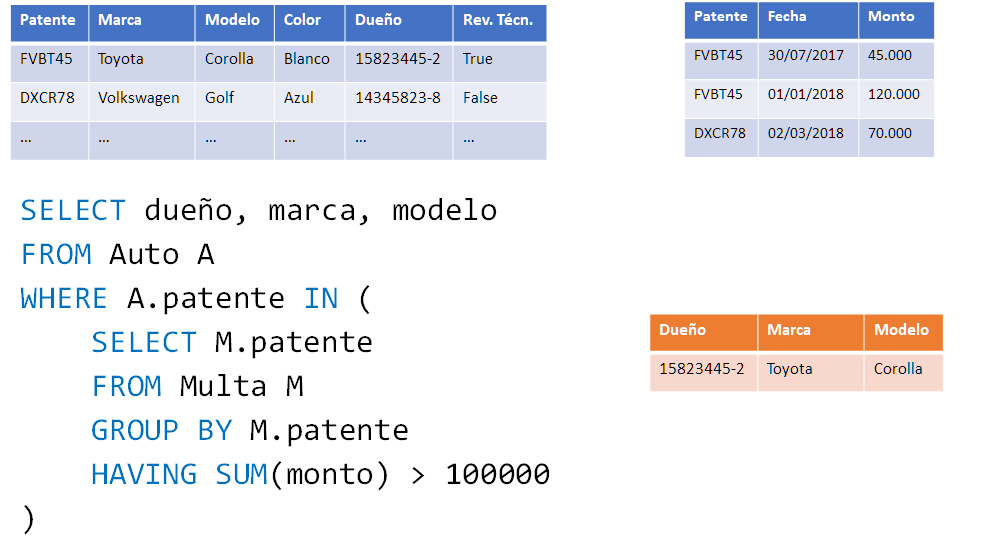 Patente Marca Modelo Color Dueño Rev. Técn.
FVBT45 Toyota Corolla Blanco 15823445-2 True
DXCR78 Volkswagen Golf Azul 14345823-8 False
... ... ... ... ... ...
Patente Fecha Monto
FVBT45 30/07/2017 45.000
FVBT45 01/01/2018 120.000
DXCR78 02/03/2018 70.000
SELECT dueño, marca, modelo
FROM Auto A
WHERE A.patente IN (
SELECT M.patente
FROM Multa M
GROUP BY M.patente
HAVING SUM(monto) > 100000
)
Dueño Marca Modelo
15823445-2 Toyota Corolla